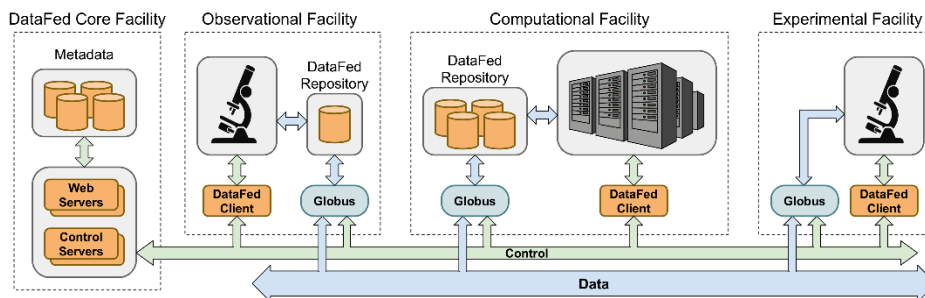 DataFed Core Facility
Metadata
Web
Servers
Control
Servers
Observational Facility
DataFed
Repository
DataFed
Client
Globus
Computational Facility
DataFed
Repository
Globus
DataFed
Client
Experimental Facility
Globus
DataFed
Client
Control
Data